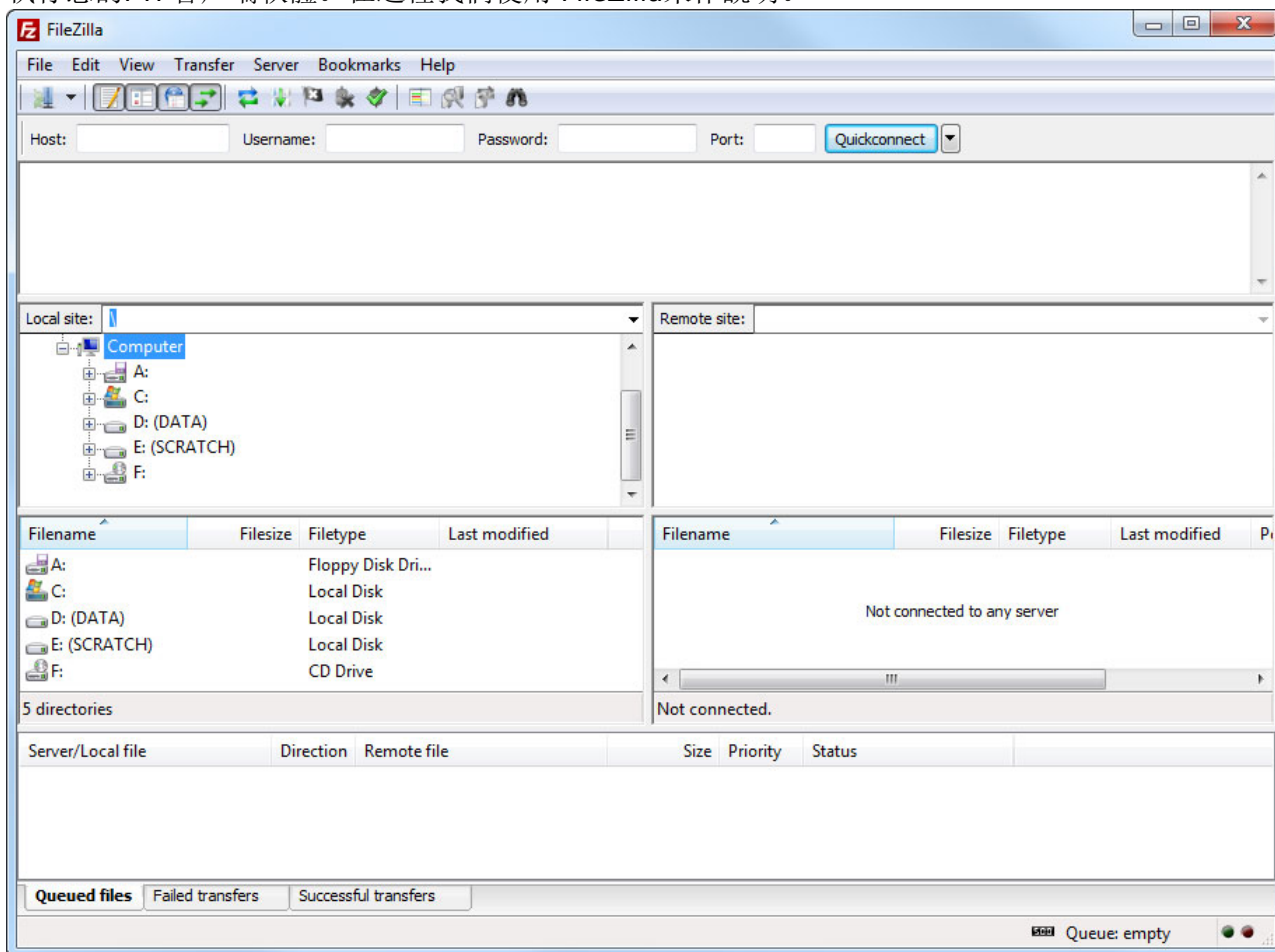 FileZilla
File Edit View Transfer Server Bookmarks Help
Host: Username: Password: Port: Quickconnect
Local site: \
Remote site:
Computer
A:
C:
D: (DATA)
E: (SCRATCH)
F:
Filename Filesize Filetype Last modified
A: Floppy Disk Dri...
C: Local Disk
D: (DATA) Local Disk
E: (SCRATCH) Local Disk
F: CD Drive
5 directories
Filename Filesize Filetype Last modified
Not connected to any server
Not connected.
Server/Local file Direction Remote file Size Priority Status
Queued files Failed transfers Successful transfers
Queue: empty